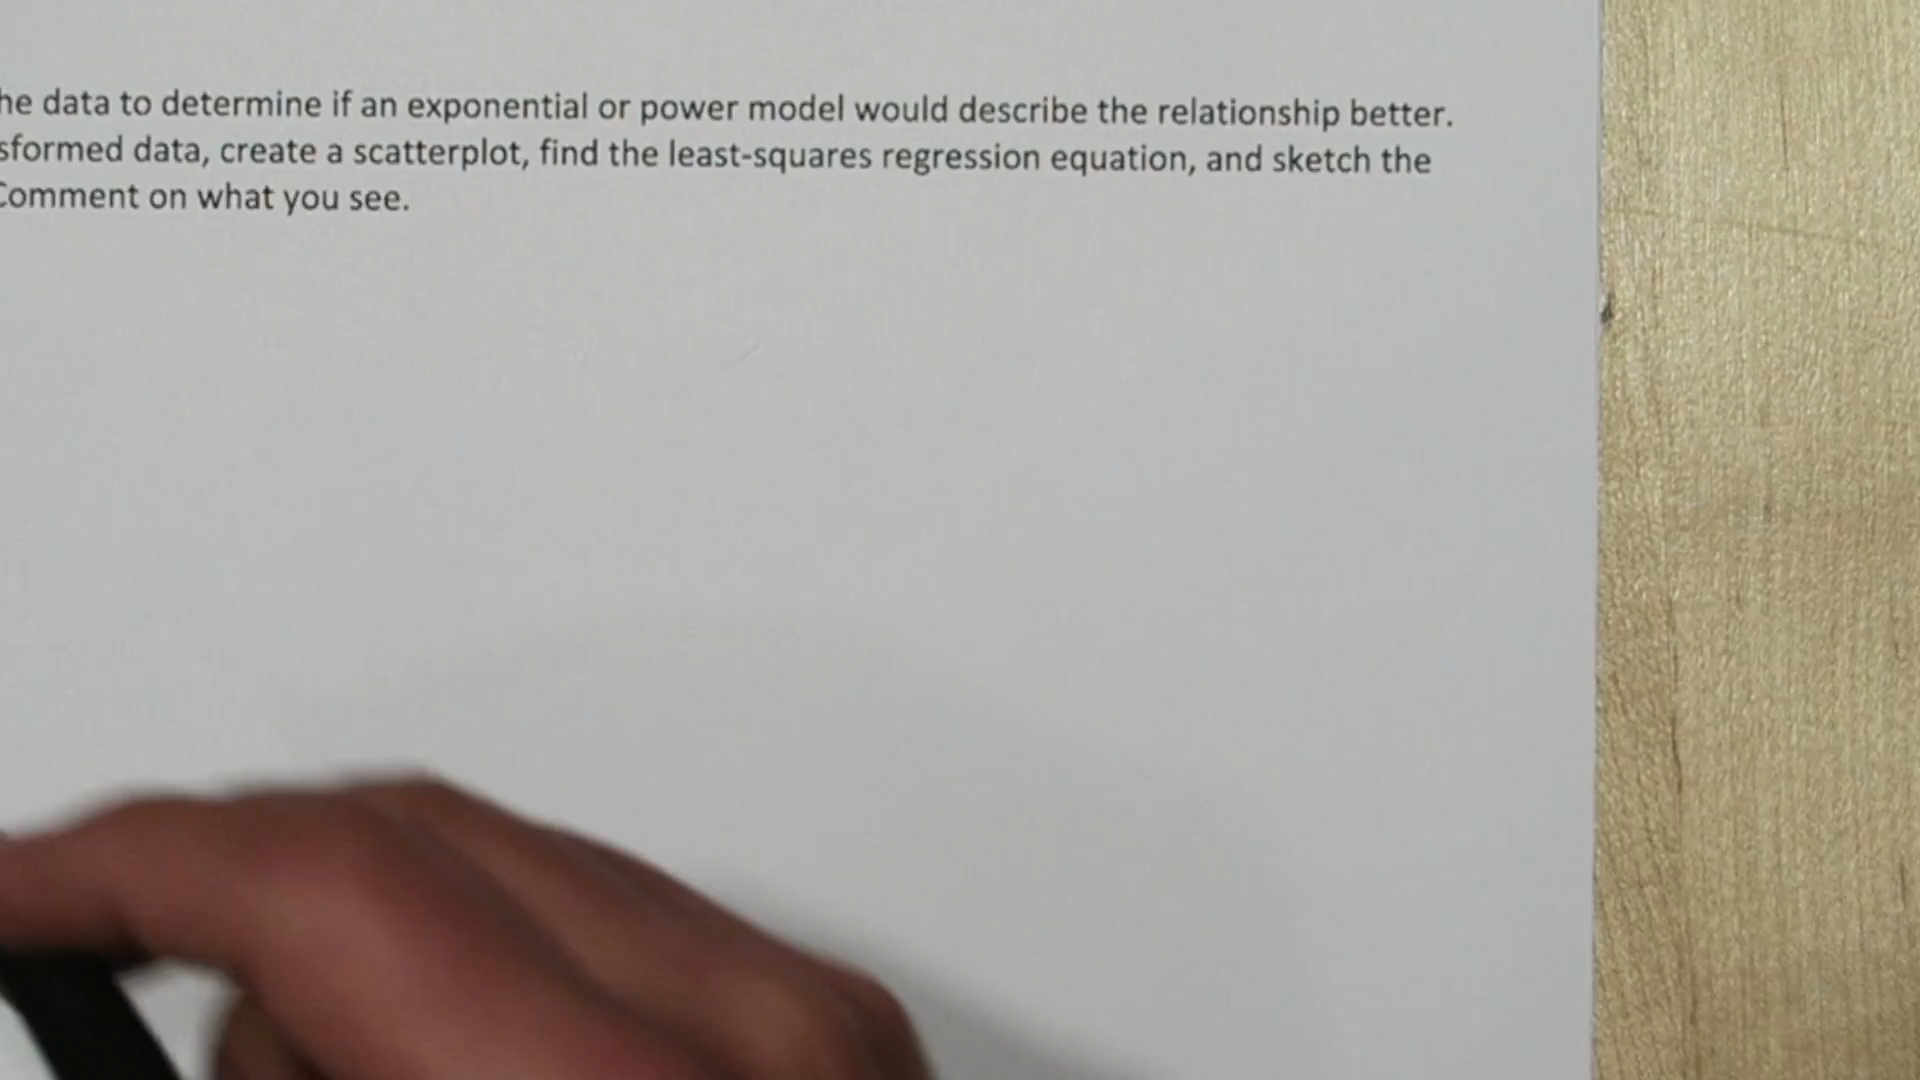 he data to determine if an exponential or power model would describe the relationship better.
sformed data, create a scatterplot, find the least-squares regression equation, and sketch the
Comment on what you see.